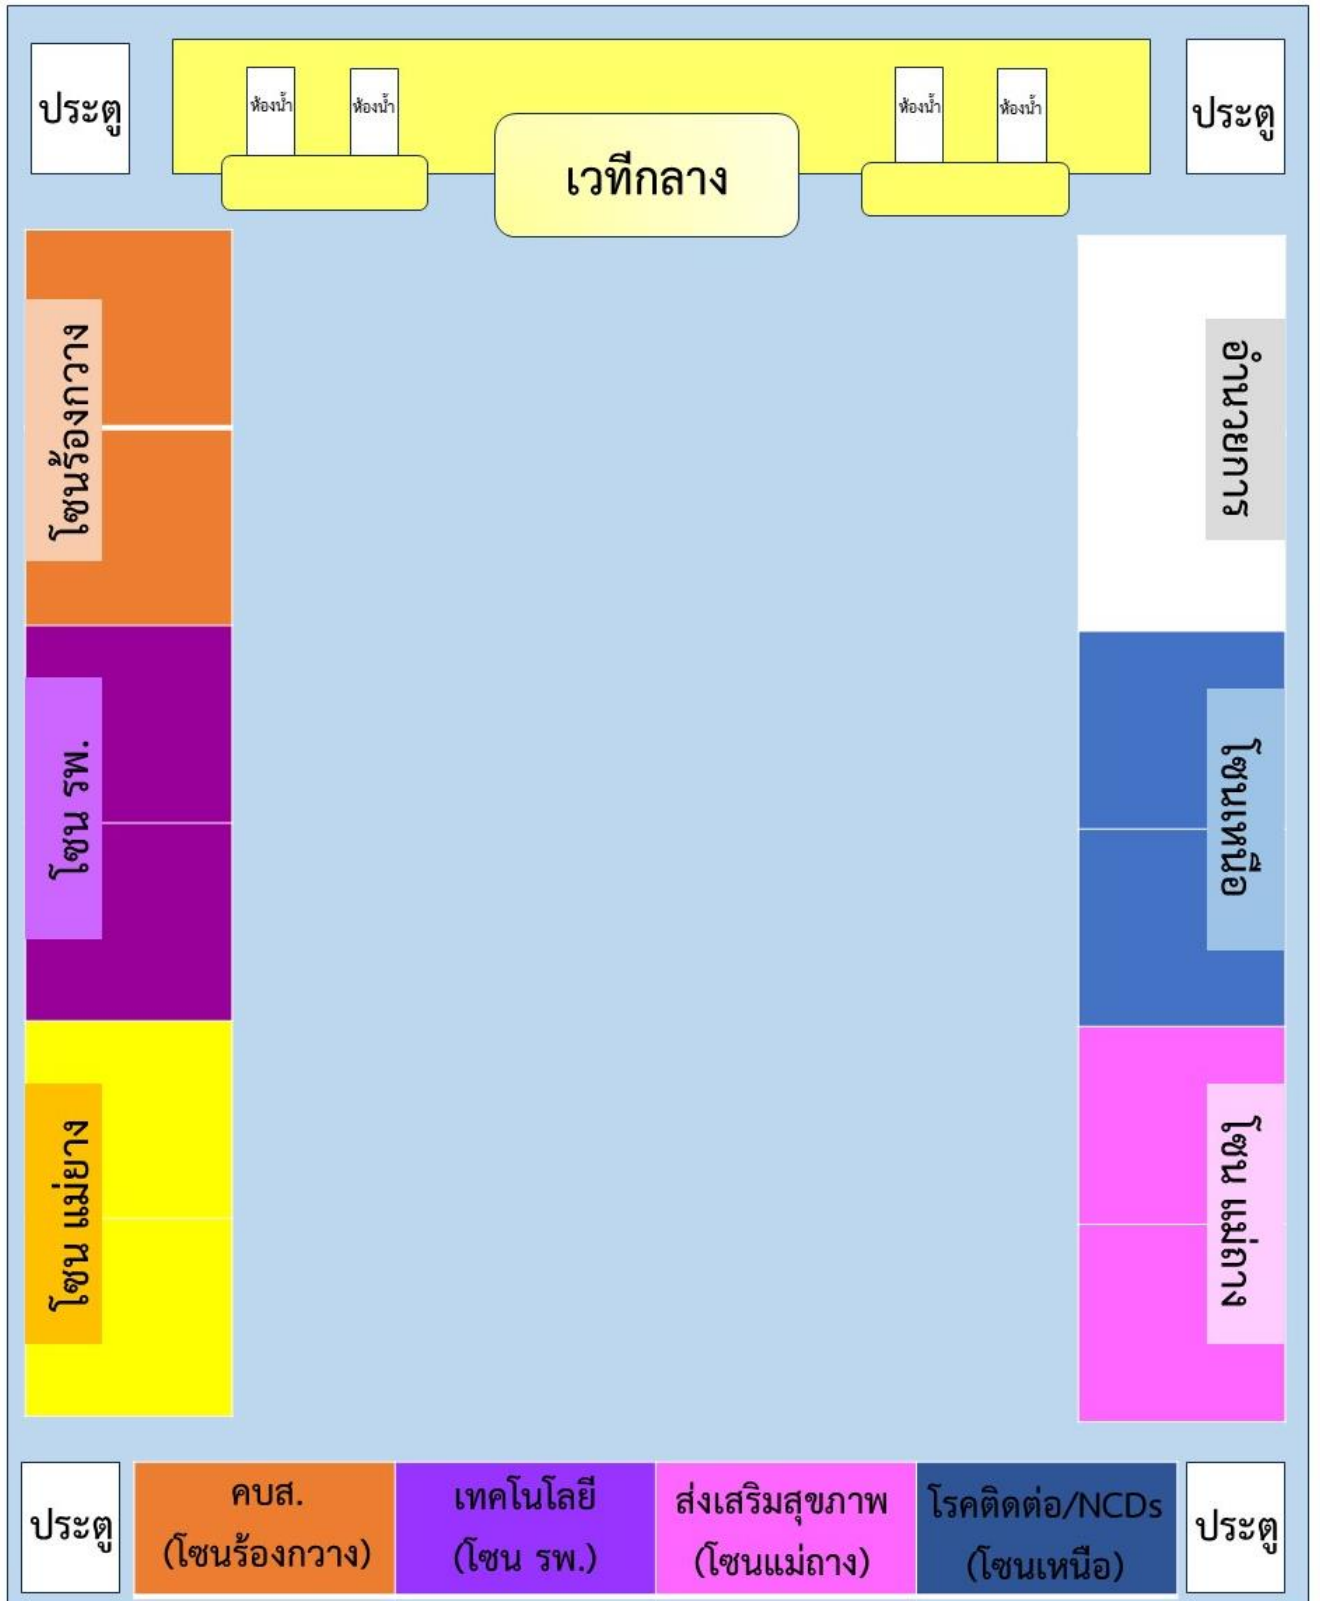 ประตู
ห้องน้ำ
ห้องน้ำ
ห้องน้ำ
ห้องน้ำ
ประตู
เวทีกลาง
โซนร้องกวาง
อำนวยการ
โซน รพ.
โซนเหนือ
โซน แม่ยาง
โซน แม่ถาง
ประตู
คบส.
(โซนร้องกวาง)
เทคโนโลยี
(โซน รพ.)
ส่งเสริมสุขภาพ
(โซนแม่ถาง)
โรคติดต่อ/NCDs
(โซนเหนือ)
ประตู